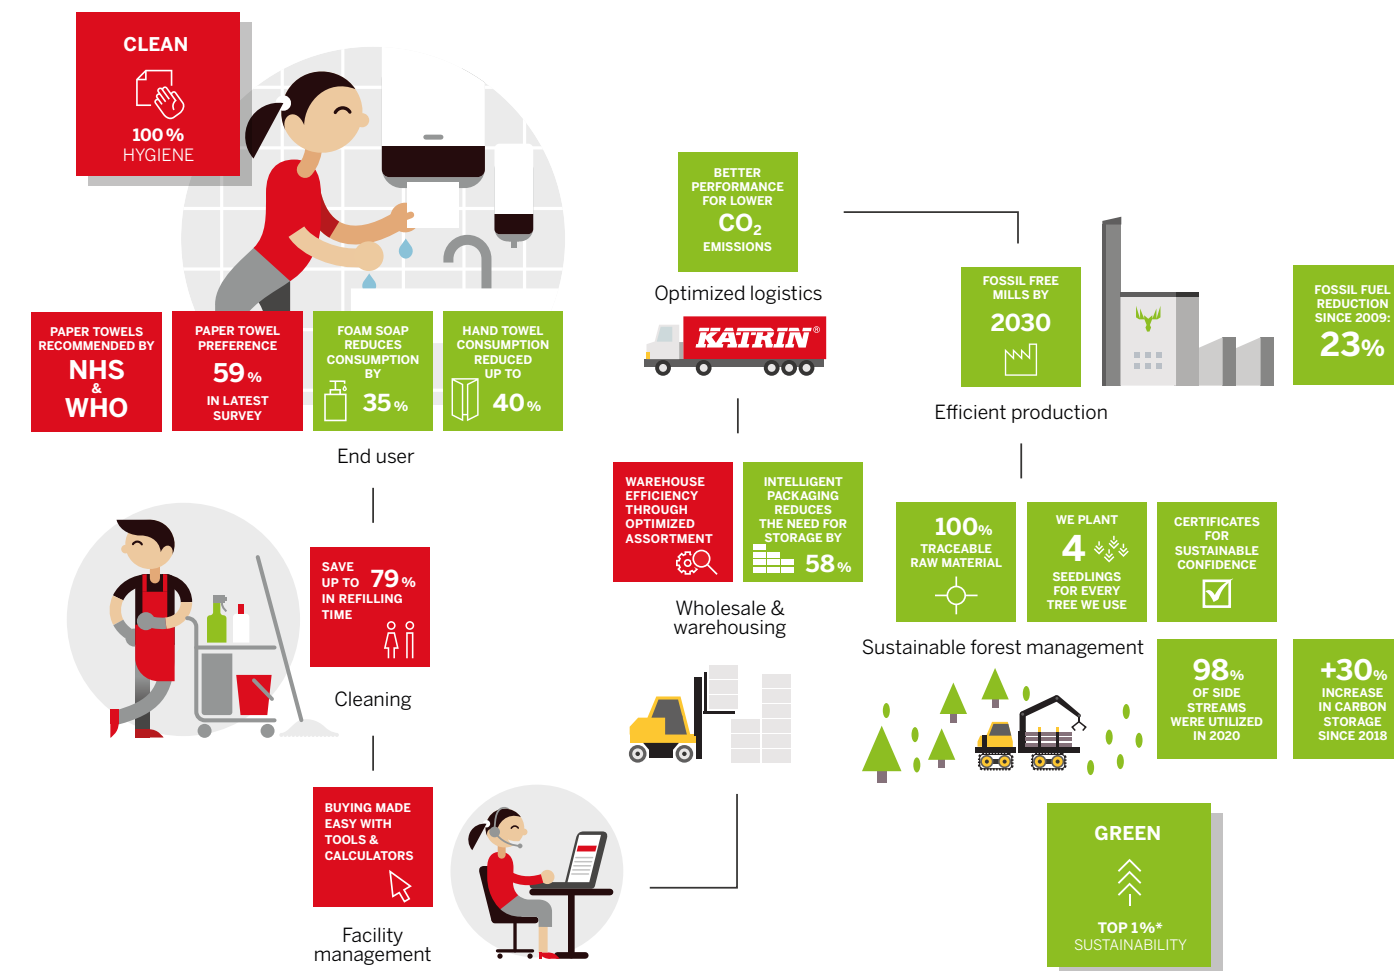 CLEAN
100%
HYGIENE
PAPER TOWELS
RECOMMENDED BY
NHS
&
WHO
PAPER TOWEL
PREFERENCE
59%
IN LATEST
SURVEY
FOAM SOAP
REDUCES
CONSUMPTION
BY
35%
HAND TOWEL
CONSUMPTION
REDUCED
UP TO
40%
End user
SAVE
UP TO 79%
IN REFILLING
TIME
Cleaning
BUYING MADE
EASY WITH
TOOLS &
CALCULATORS
Facility
management
BETTER
PERFORMANCE
FOR LOWER
CO₂
EMISSIONS
Optimized logistics
KATRIN®
WAREHOUSE
EFFICIENCY
THROUGH
OPTIMIZED
ASSORTMENT
INTELLIGENT
PACKAGING
REDUCES
THE NEED FOR
STORAGE BY
58%
Wholesale &
warehousing
FOSSIL FREE
MILLS BY
2030
FOSSIL FUEL
REDUCTION
SINCE 2009:
23%
Efficient production
100%
TRACEABLE
RAW MATERIAL
WE PLANT
4
SEEDLINGS
FOR EVERY
TREE WE USE
CERTIFICATES
FOR
SUSTAINABLE
CONFIDENCE
Sustainable forest management
98%
OF SIDE
STREAMS
WERE UTILIZED
IN 2020
+30%
INCREASE
IN CARBON
STORAGE
SINCE 2018
GREEN
TOP 1%*
SUSTAINABILITY